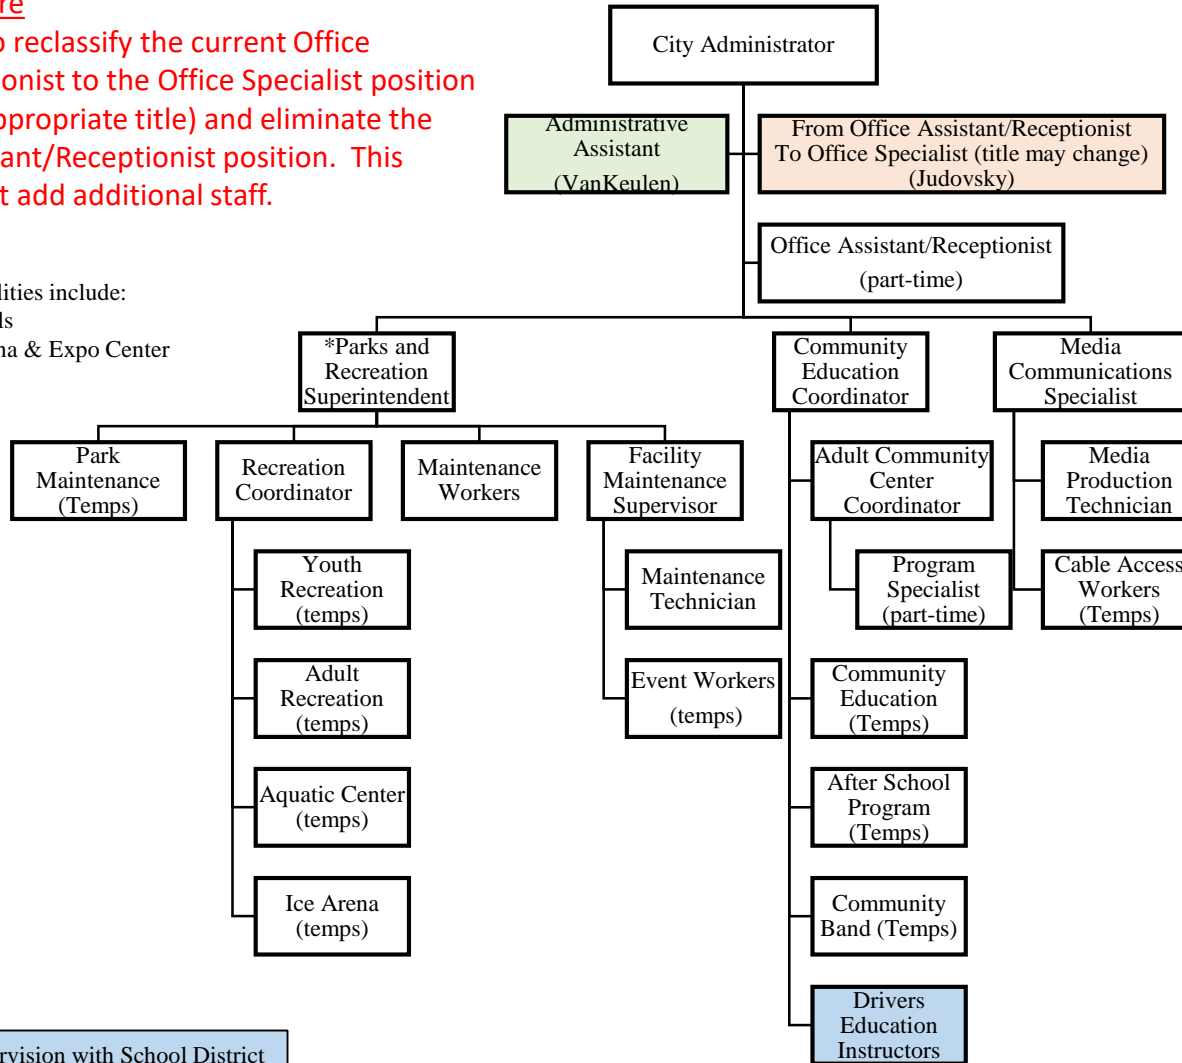 re
o reclassify the current Office
ionist to the Office Specialist position
ppropriate title) and eliminate the
ant/Receptionist position.  This
t add additional staff.
lities include:
ls
na & Expo Center
City Administrator
Administrative
Assistant
(VanKeulen)
From Office Assistant/Receptionist
To Office Specialist (title may change)
(Judovsky)
Office Assistant/Receptionist
(part-time)
*Parks and
Recreation
Superintendent
Community
Education
Coordinator
Media
Communications
Specialist
Park
Maintenance
(Temps)
Recreation
Coordinator
Maintenance
Workers
Facility
Maintenance
Supervisor
Adult Community
Center
Coordinator
Media
Production
Technician
Youth
Recreation
(temps)
Maintenance
Technician
Program
Specialist
(part-time)
Cable Access
Workers
(Temps)
Adult
Recreation
(temps)
Event Workers
(temps)
Community
Education
(Temps)
Aquatic Center
(temps)
After School
Program
(Temps)
Ice Arena
(temps)
Community
Band (Temps)
Drivers
Education
Instructors
rvision with School District